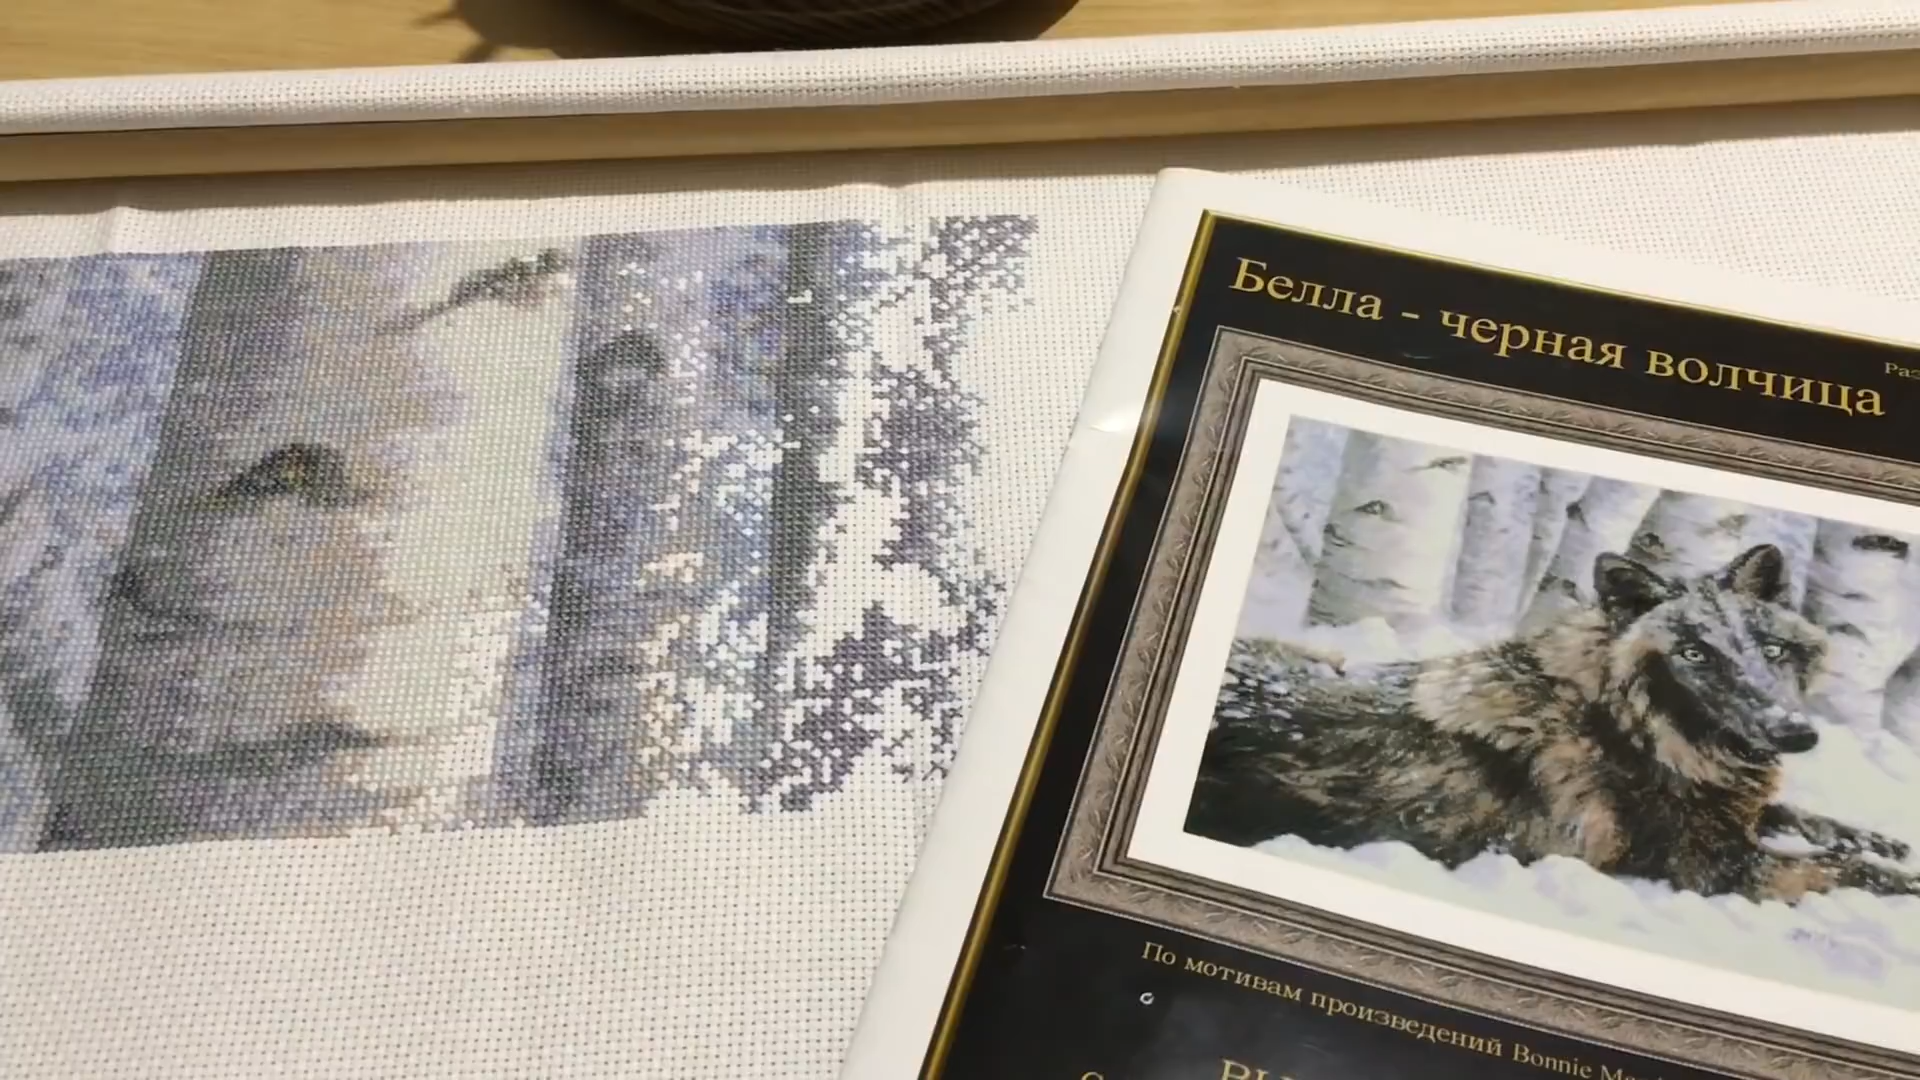 Белла - черная волчица
По мотивам произведений Bonnie